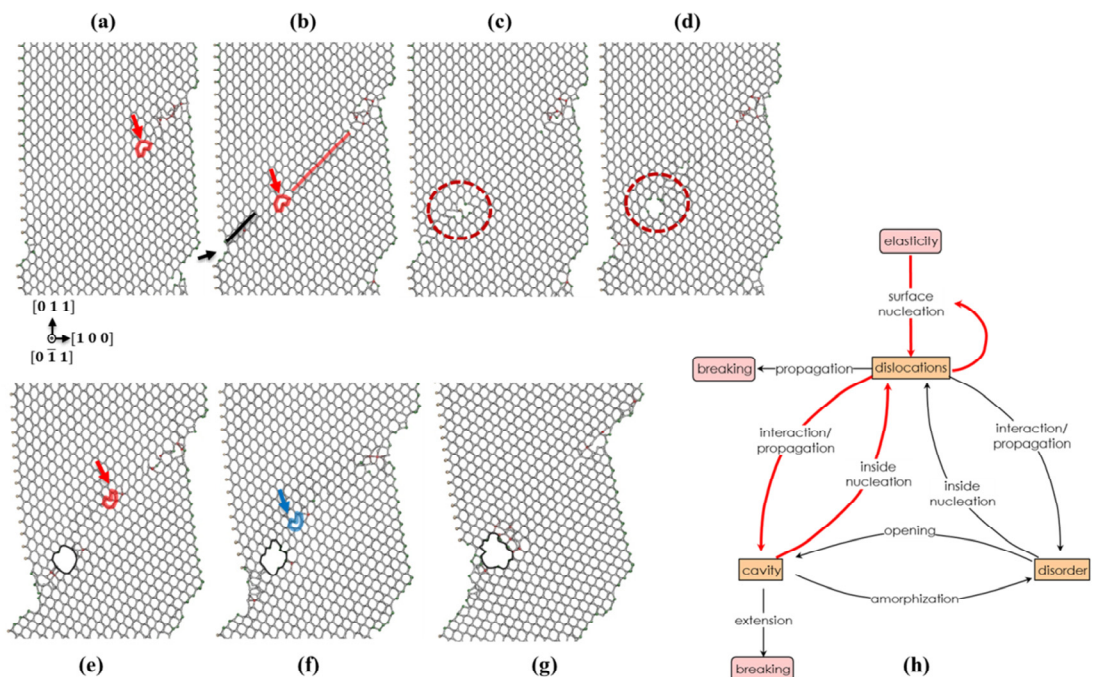 (a)
(b)
(c)
(d)
[0 1 1]
[1 0 0]
[0 1̅ 1]
elasticity
surface
nucleation
breaking
propagation
dislocations
interaction/
propagation
inside
nucleation
interaction/
propagation
inside
nucleation
opening
cavity
disorder
amorphization
extension
breaking
(e)
(f)
(g)
(h)